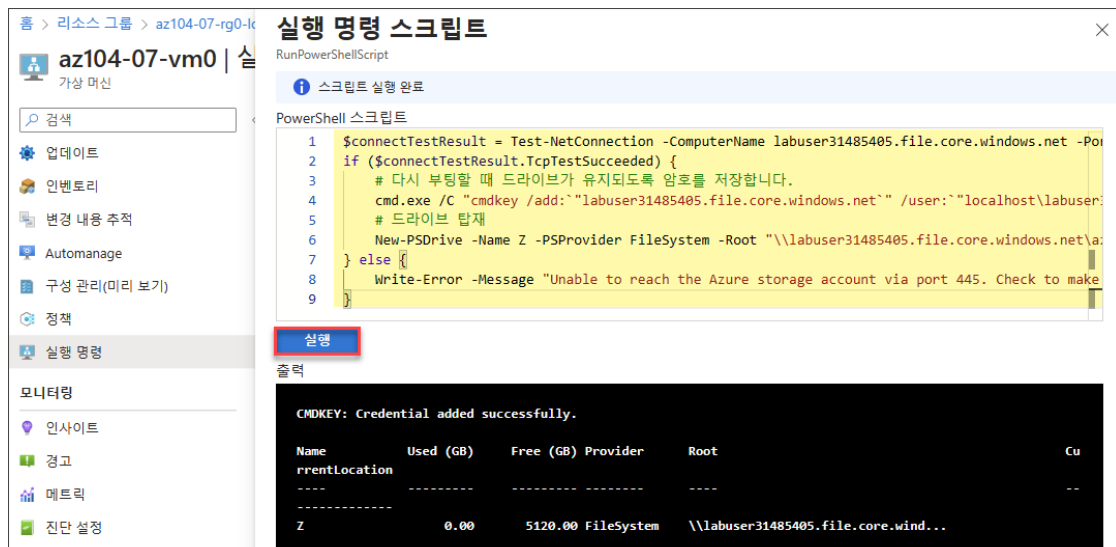 홈 > 리소스 그룹 > az104-07-rg0-lo
az104-07-vm0 | 실
가상 머신
검색
업데이트
인벤토리
변경 내용 추적
Automanage
구성 관리(미리 보기)
정책
실행 명령
모니터링
인사이트
경고
메트릭
진단 설정
실행 명령 스크립트
RunPowerShellScript
스크립트 실행 완료
PowerShell 스크립트
1 $connectTestResult = Test-NetConnection -ComputerName labuser31485405.file.core.windows.net -Por
2 if ($connectTestResult.TcpTestSucceeded) {
3 # 다시 부팅할 때 드라이브가 유지되도록 암호를 저장합니다.
4 cmd.exe /C "cmdkey /add:`"labuser31485405.file.core.windows.net`" /user:`"localhost\labuser3
5 # 드라이브 탑재
6 New-PSDrive -Name Z -PSProvider FileSystem -Root "\\labuser31485405.file.core.windows.net\az
7 } else {
8 Write-Error -Message "Unable to reach the Azure storage account via port 445. Check to make
9 }
실행
출력
CMDKEY: Credential added successfully.
Name Used (GB) Free (GB) Provider Root Cu
rrentLocation
---- --------- --------- -------- ---- --
-------------
Z 0.00 5120.00 FileSystem \\labuser31485405.file.core.wind...